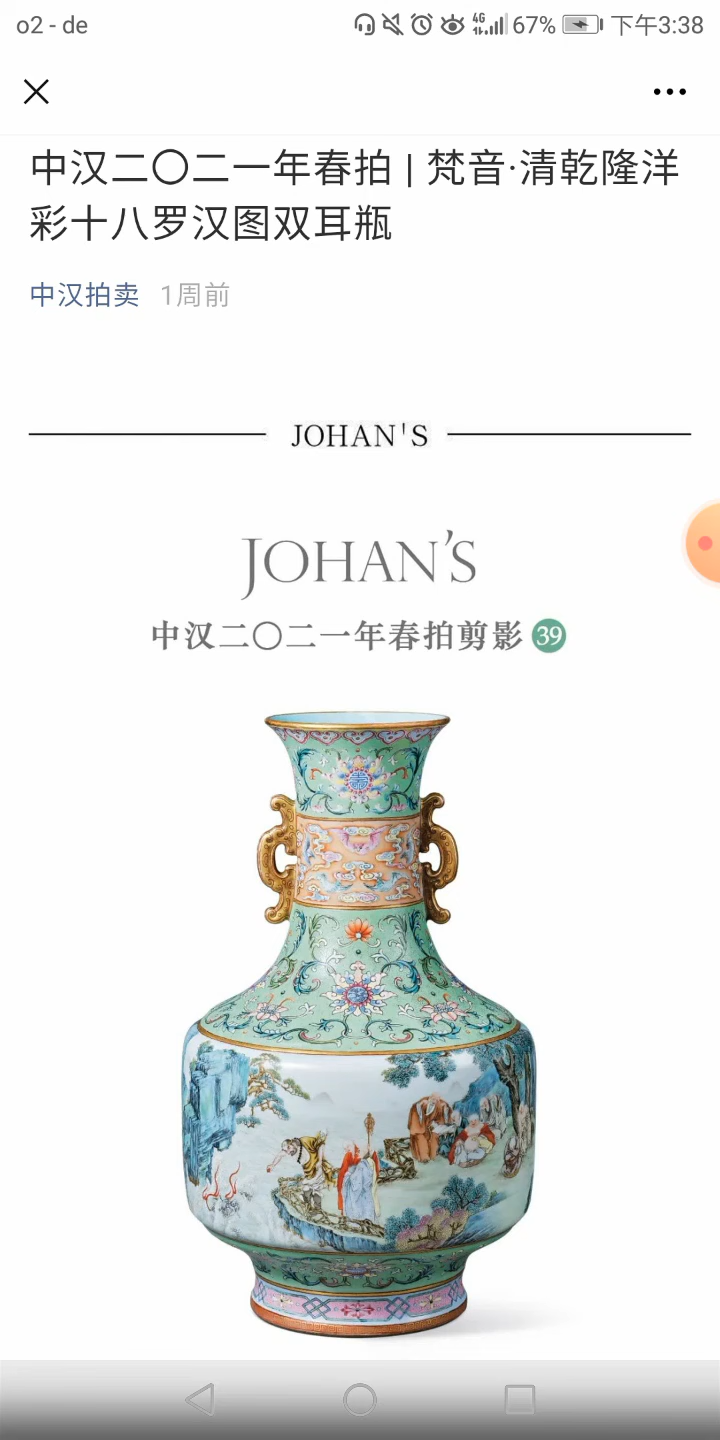 o2 - de
4G 67% 下午3:38
中汉二〇二一年春拍 | 梵音·清乾隆洋
彩十八罗汉图双耳瓶
中汉拍卖 1周前
JOHAN'S
JOHAN'S
中汉二〇二一年春拍剪影 39